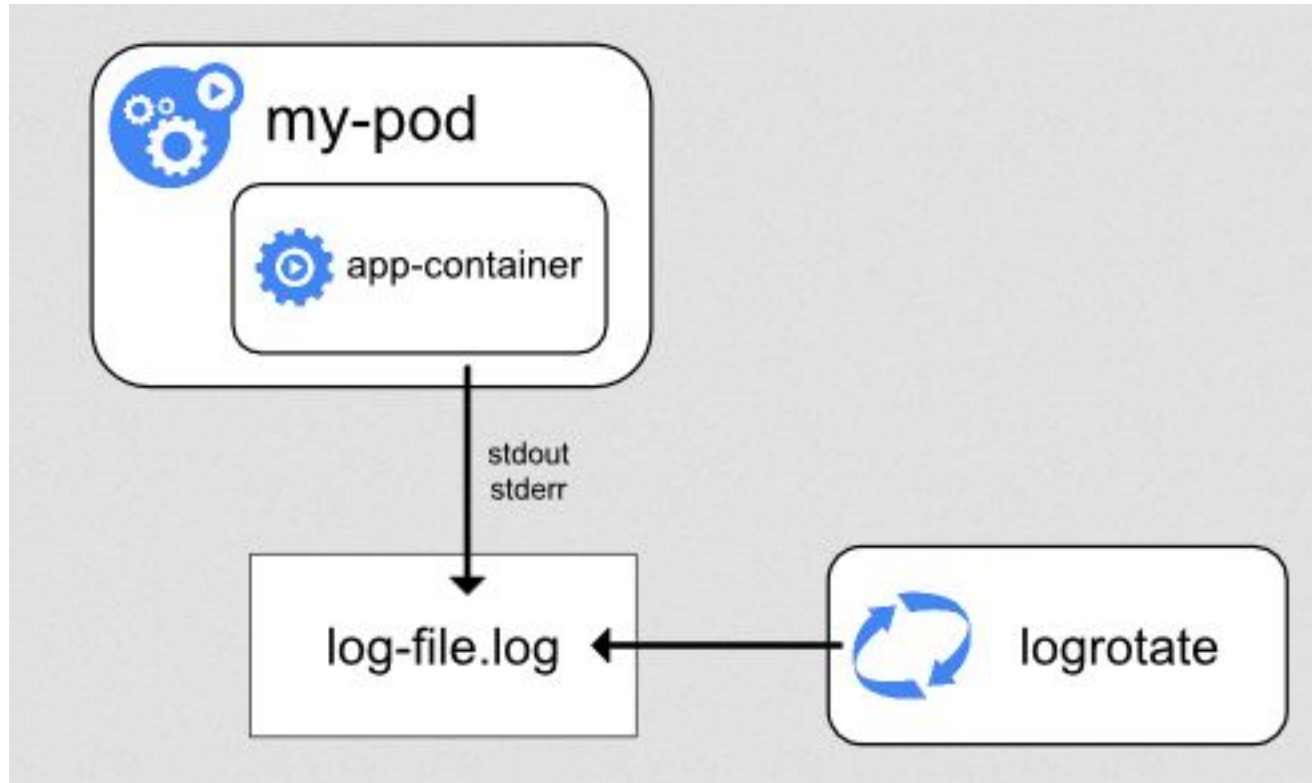 my-pod
app-container
stdout
stderr
log-file.log
logrotate